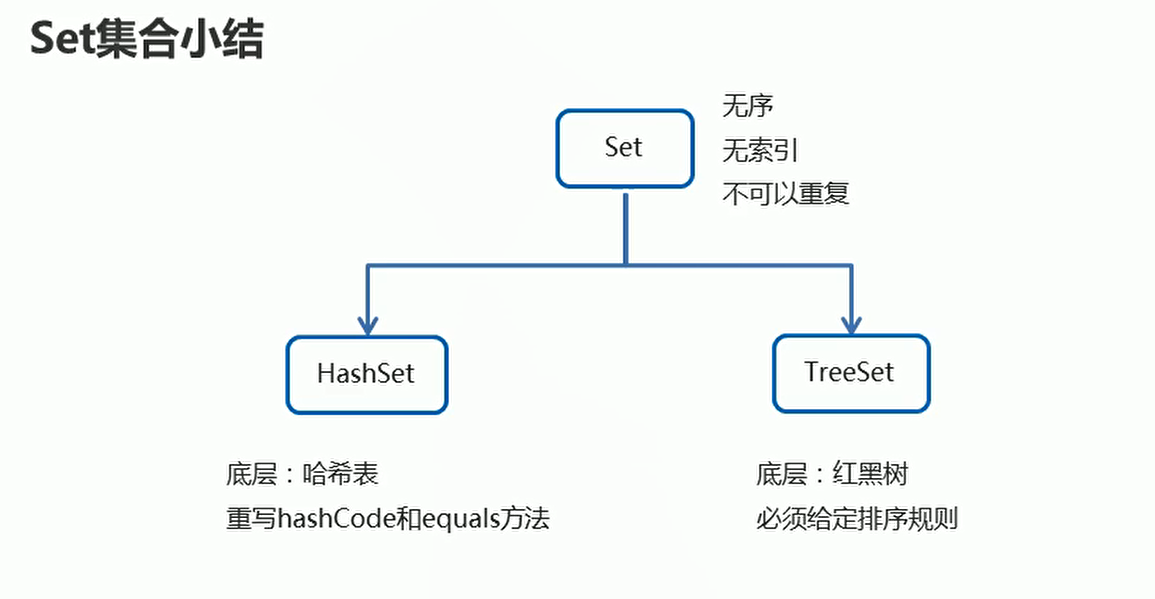 Set集合小结
Set
无序
无索引
不可以重复
HashSet
TreeSet
底层：哈希表
重写hashCode和equals方法
底层：红黑树
必须给定排序规则